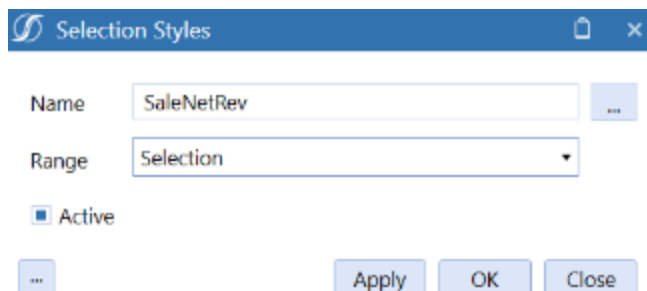 Selection Styles
Name SaleNetRev ...
Range Selection
Active
... Apply OK Close